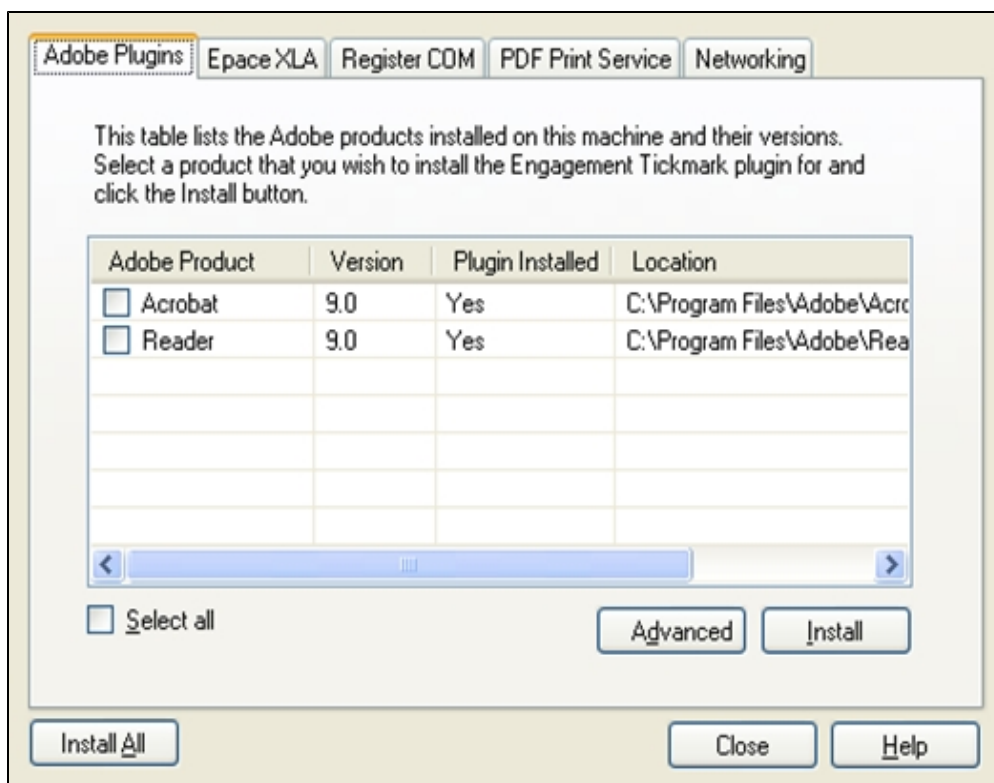 Adobe Plugins Epace XLA Register COM PDF Print Service Networking
This table lists the Adobe products installed on this machine and their versions.
Select a product that you wish to install the Engagement Tickmark plugin for and
click the Install button.
Adobe Product Version Plugin Installed Location
Acrobat 9.0 Yes C:\Program Files\Adobe\Acro
Reader 9.0 Yes C:\Program Files\Adobe\Rea
Select all Advanced Install
Install All Close Help